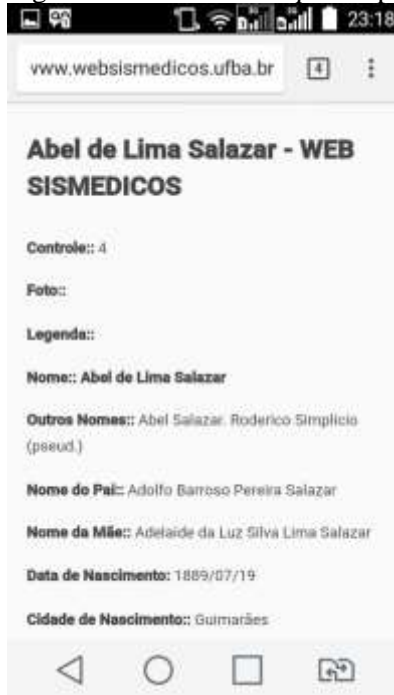 23:18
www.websismedicos.ufba.br
4
Abel de Lima Salazar - WEB
SISMEDICOS
Controle:: 4
Foto::
Legenda::
Nome:: Abel de Lima Salazar
Outros Nomes:: Abel Salazar. Roderico Simplicio
(pseud.)
Nome do Pai:: Adolfo Barroso Pereira Salazar
Nome da Mãe:: Adelaide da Luz Silva Lima Salazar
Data de Nascimento: 1889/07/19
Cidade de Nascimento:: Guimarães